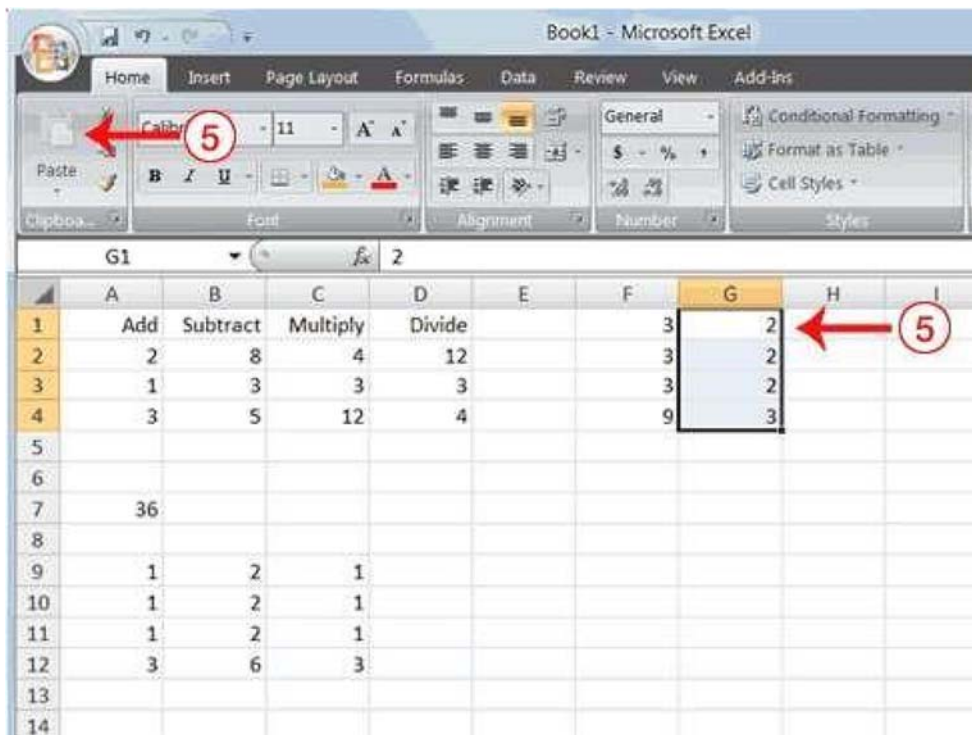 Book1 - Microsoft Excel
Home Insert Page Layout Formulas Data Review View Add-Ins
5 11 A A General Conditional Formatting
$ % , Format as Table
Paste B I U A Cell Styles
Font Alignment Number Styles
G1 fx 2
A B C D E F G H I
1 Add Subtract Multiply Divide 3 2 5
2 2 8 4 12 3 2
3 1 3 3 3 3 2
4 3 5 12 4 9 3
5
6
7 36
8
9 1 2 1
10 1 2 1
11 1 2 1
12 3 6 3
13
14